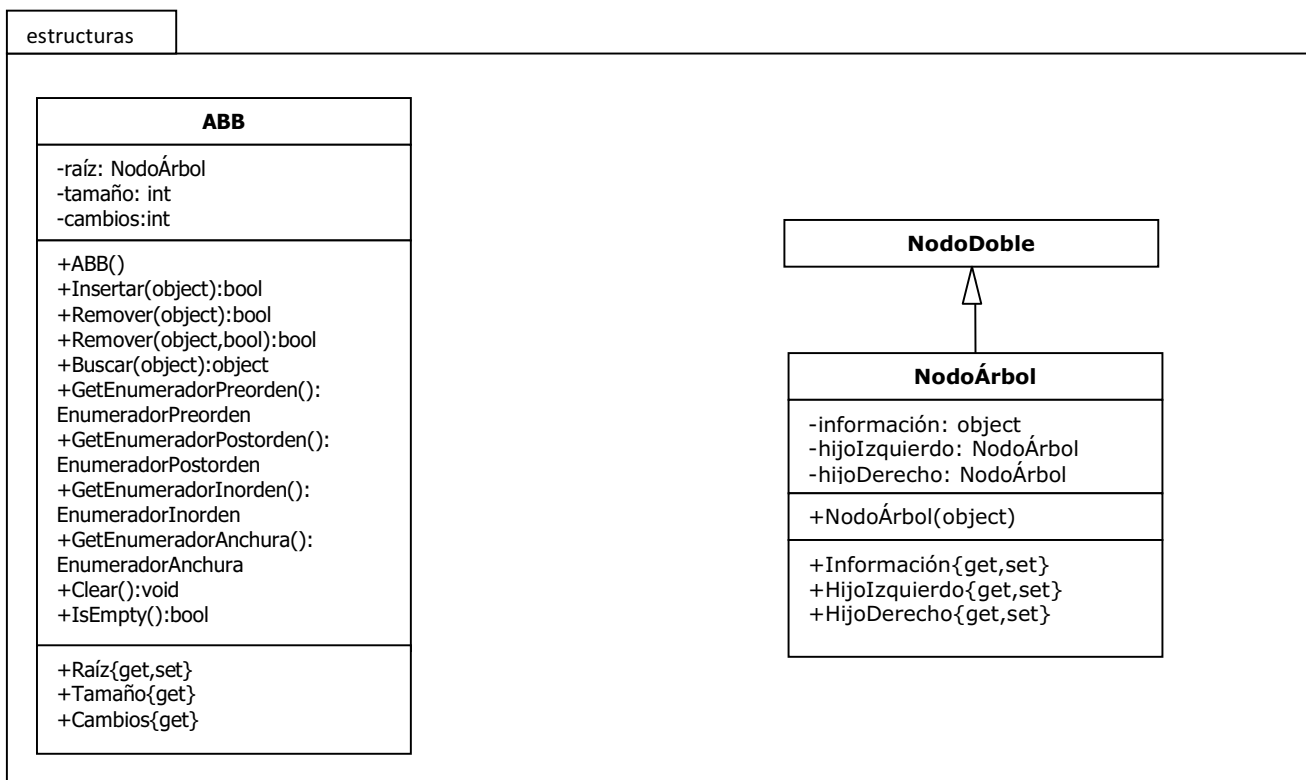 estructuras
ABB
-raíz: NodoÁrbol
-tamaño: int
-cambios:int
+ABB()
+Insertar(object):bool
+Remover(object):bool
+Remover(object,bool):bool
+Buscar(object):object
+GetEnumeradorPreorden():
EnumeradorPreorden
+GetEnumeradorPostorden():
EnumeradorPostorden
+GetEnumeradorInorden():
EnumeradorInorden
+GetEnumeradorAnchura():
EnumeradorAnchura
+Clear():void
+IsEmpty():bool
+Raíz{get,set}
+Tamaño{get}
+Cambios{get}
NodoDoble
NodoÁrbol
-información: object
-hijoIzquierdo: NodoÁrbol
-hijoDerecho: NodoÁrbol
+NodoÁrbol(object)
+Información{get,set}
+HijoIzquierdo{get,set}
+HijoDerecho{get,set}